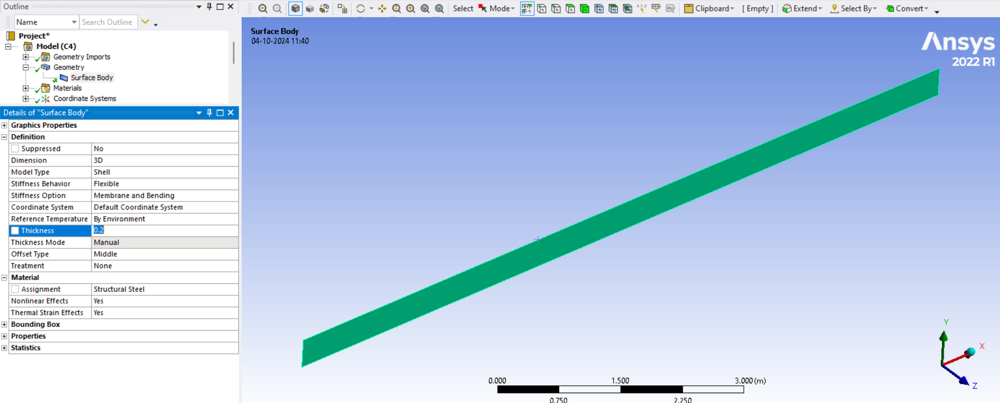 Outline
Name
Search Outline
Project*
Model (C4)
Geometry Imports
Geometry
Surface Body
Materials
Coordinate Systems
Details of "Surface Body"
Graphics Properties
Definition
Suppressed No
Dimension 3D
Model Type Shell
Stiffness Behavior Flexible
Stiffness Option Membrane and Bending
Coordinate System Default Coordinate System
Reference Temperature By Environment
Thickness 0.2
Thickness Mode Manual
Offset Type Middle
Treatment None
Material
Assignment Structural Steel
Nonlinear Effects Yes
Thermal Strain Effects Yes
Bounding Box
Properties
Statistics
Select Mode Clipboard [ Empty ] Extend Select By Convert
Surface Body
04-10-2024 11:40
Ansys
2022 R1
Y
X
Z
0.000 1.500 3.000 (m)
0.750 2.250